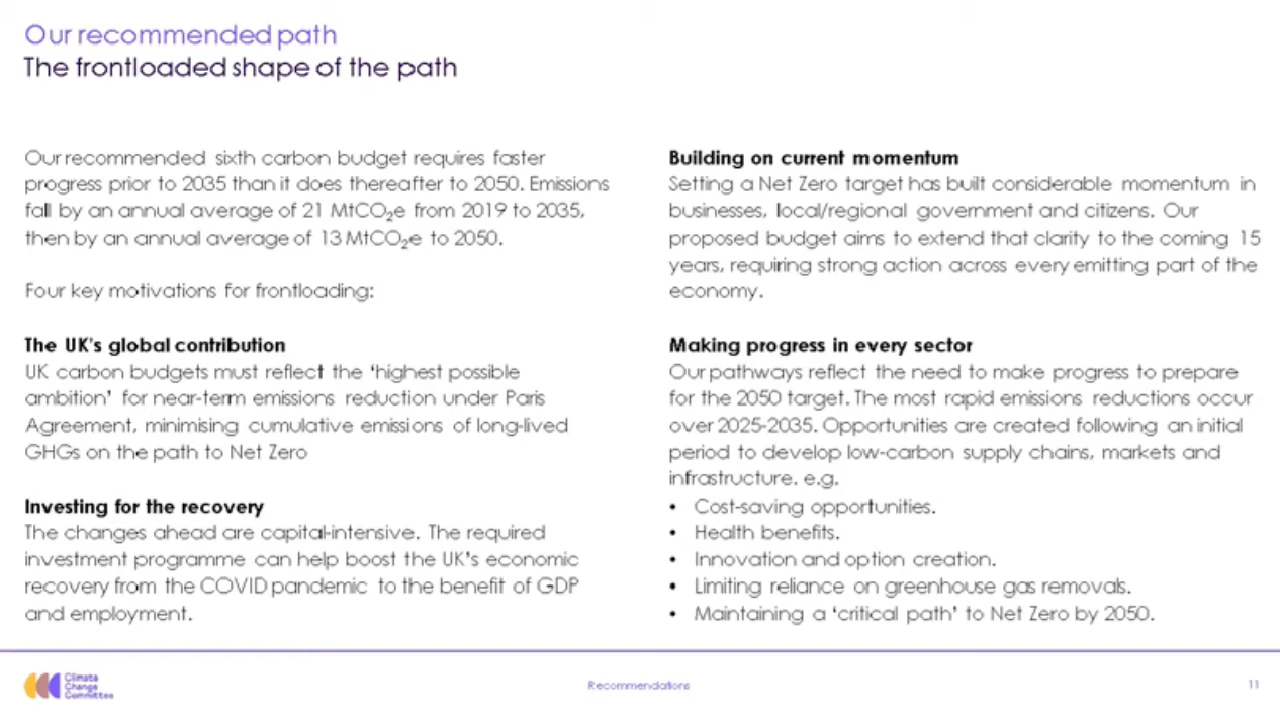 Our recommended path
The frontloaded shape of the path
Our recommended sixth carbon budget requires faster
progress prior to 2035 than it does thereafter to 2050. Emissions
fall by an annual average of 21 MtCO₂e from 2019 to 2035,
then by an annual average of 13 MtCO₂e to 2050.
Four key motivations for frontloading:
The UK's global contribution
UK carbon budgets must reflect the 'highest possible
ambition' for near-term emissions reduction under Paris
Agreement, minimising cumulative emissions of long-lived
GHGs on the path to Net Zero
Investing for the recovery
The changes ahead are capital-intensive. The required
investment programme can help boost the UK's economic
recovery from the COVID pandemic to the benefit of GDP
and employment.
Building on current momentum
Setting a Net Zero target has built considerable momentum in
businesses, local/regional government and citizens. Our
proposed budget aims to extend that clarity to the coming 15
years, requiring strong action across every emitting part of the
economy.
Making progress in every sector
Our pathways reflect the need to make progress to prepare
for the 2050 target. The most rapid emissions reductions occur
over 2025-2035. Opportunities are created following an initial
period to develop low-carbon supply chains, markets and
infrastructure. e.g.
• Cost-saving opportunities.
• Health benefits.
• Innovation and option creation.
• Limiting reliance on greenhouse gas removals.
• Maintaining a 'critical path' to Net Zero by 2050.
Climate
Change
Committee
Recommendations
11